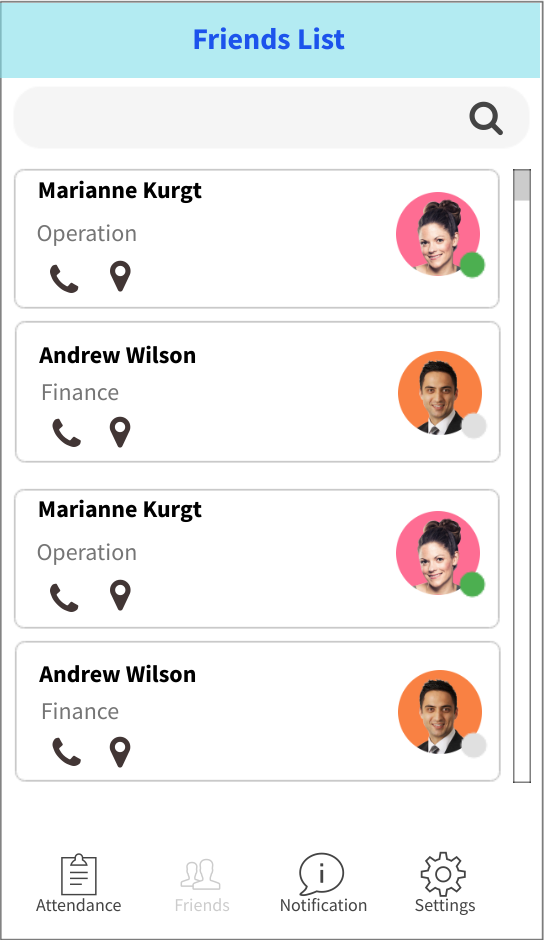 Friends List
Marianne Kurgt
Operation
Andrew Wilson
Finance
Marianne Kurgt
Operation
Andrew Wilson
Finance
Attendance Friends Notification Settings